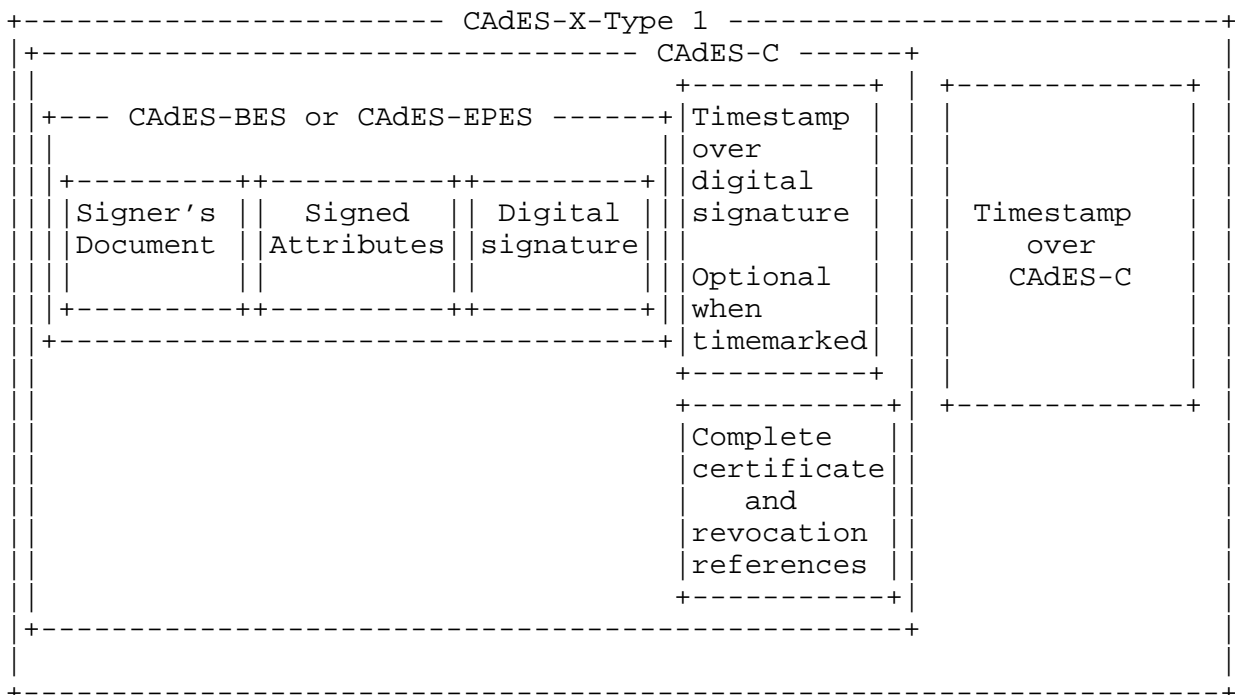 CAdES-X-Type 1
CAdES-C
CAdES-BES or CAdES-EPES
Timestamp
over
digital
signature
Optional
when
timemarked
Signer's
Document
Signed
Attributes
Digital
signature
Complete
certificate
and
revocation
references
Timestamp
over
CAdES-C